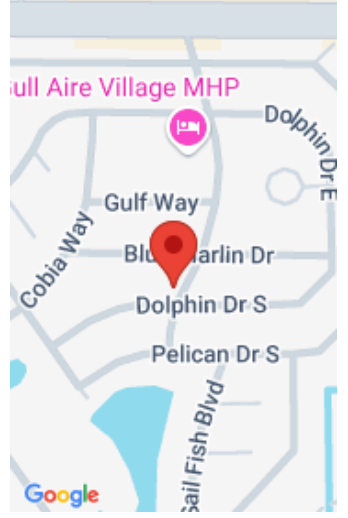 ull Aire Village MHP
Dolphin Dr E
Gulf Way
Cobia Way
Blu arlin Dr
Dolphin Dr S
Pelican Dr S
Sail Fish Blvd
Google